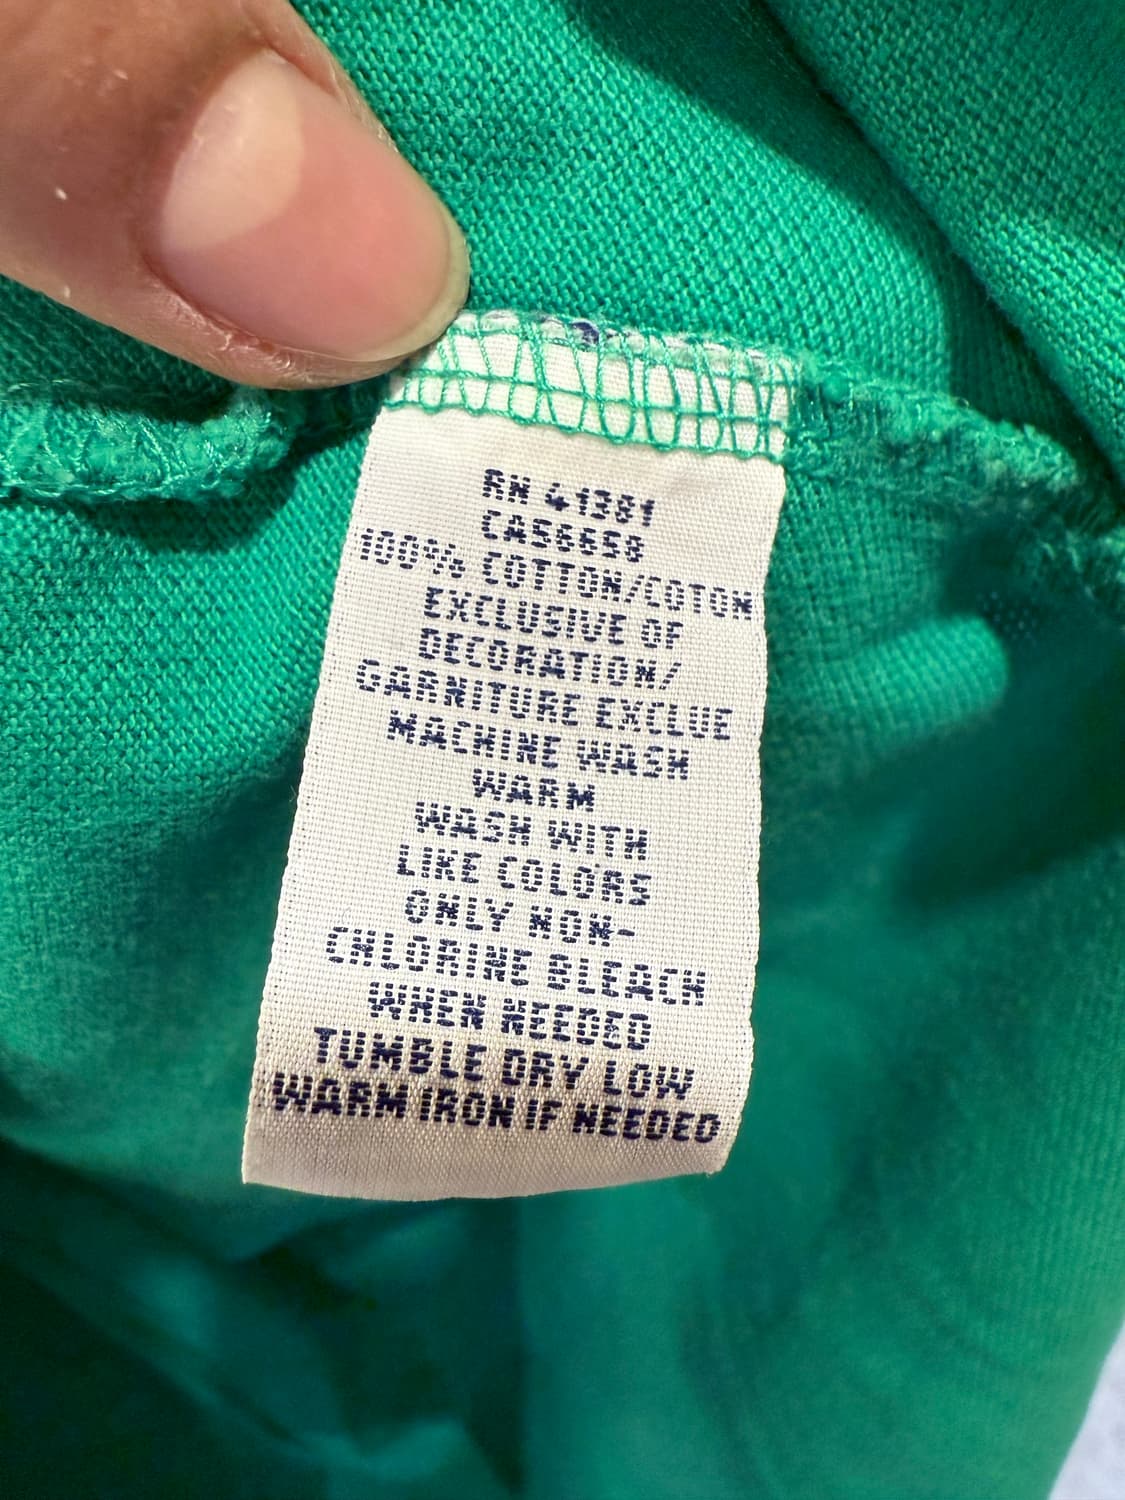 RN 41381
CA56658
100% COTTON/COTON
EXCLUSIVE OF
DECORATION/
GARNITURE EXCLUE
MACHINE WASH
WARM
WASH WITH
LIKE COLORS
ONLY NON-
CHLORINE BLEACH
WHEN NEEDED
TUMBLE DRY LOW
WARM IRON IF NEEDED